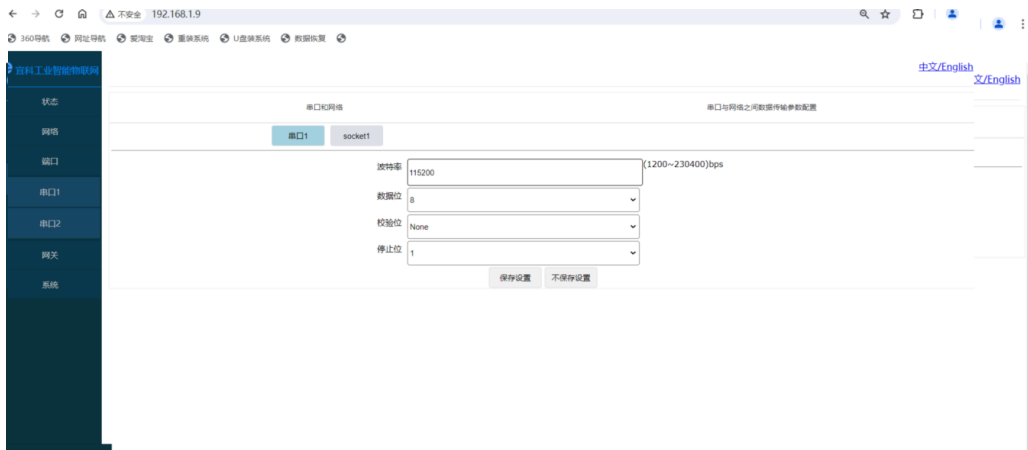 不安全 192.168.1.9
360导航 网址导航 爱淘宝 重装系统 U盘装系统 数据恢复
宜科工业智能物联网
中文/English
文/English
状态
网络
端口
串口1
串口2
网关
系统
串口和网络 串口与网络之间数据传输参数配置
串口1 socket1
波特率 115200 (1200~230400)bps
数据位 8
校验位 None
停止位 1
保存设置 不保存设置